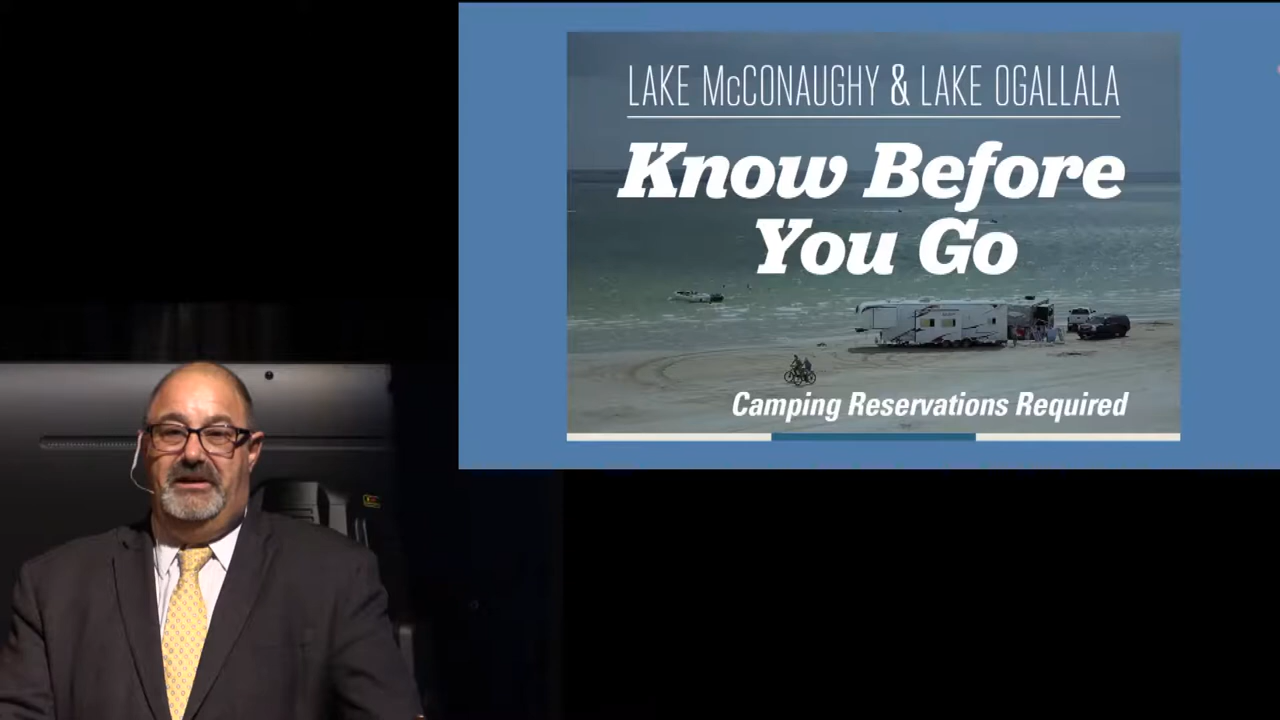 LAKE McCONAUGHY & LAKE OGALLALA
Know Before
You Go
Camping Reservations Required